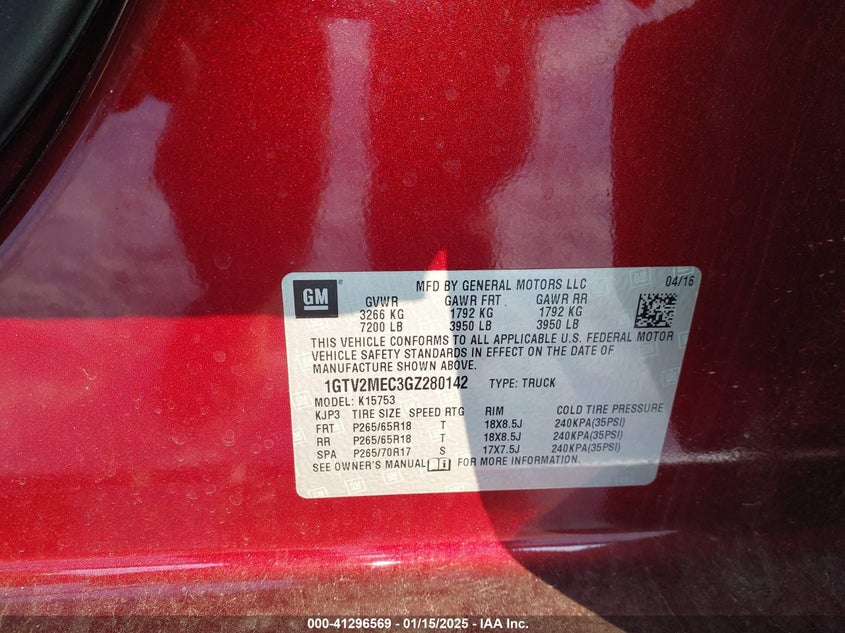 MFD BY GENERAL MOTORS LLC 04/16
GM ®
GVWR GAWR FRT GAWR RR
3266 KG 1792 KG 1792 KG
7200 LB 3950 LB 3950 LB
THIS VEHICLE CONFORMS TO ALL APPLICABLE U.S. FEDERAL MOTOR
VEHICLE SAFETY STANDARDS IN EFFECT ON THE DATE OF
MANUFACTURE SHOWN ABOVE.
1GTV2MEC3GZ280142 TYPE: TRUCK
MODEL: K15753
KJP3 TIRE SIZE SPEED RTG RIM COLD TIRE PRESSURE
FRT P265/65R18 T 18X8.5J 240KPA(35PSI)
RR P265/65R18 T 18X8.5J 240KPA(35PSI)
SPA P265/70R17 S 17X7.5J 240KPA(35PSI)
SEE OWNER'S MANUAL FOR MORE INFORMATION.
000-41296569 — 01/15/2025 — IAA Inc.